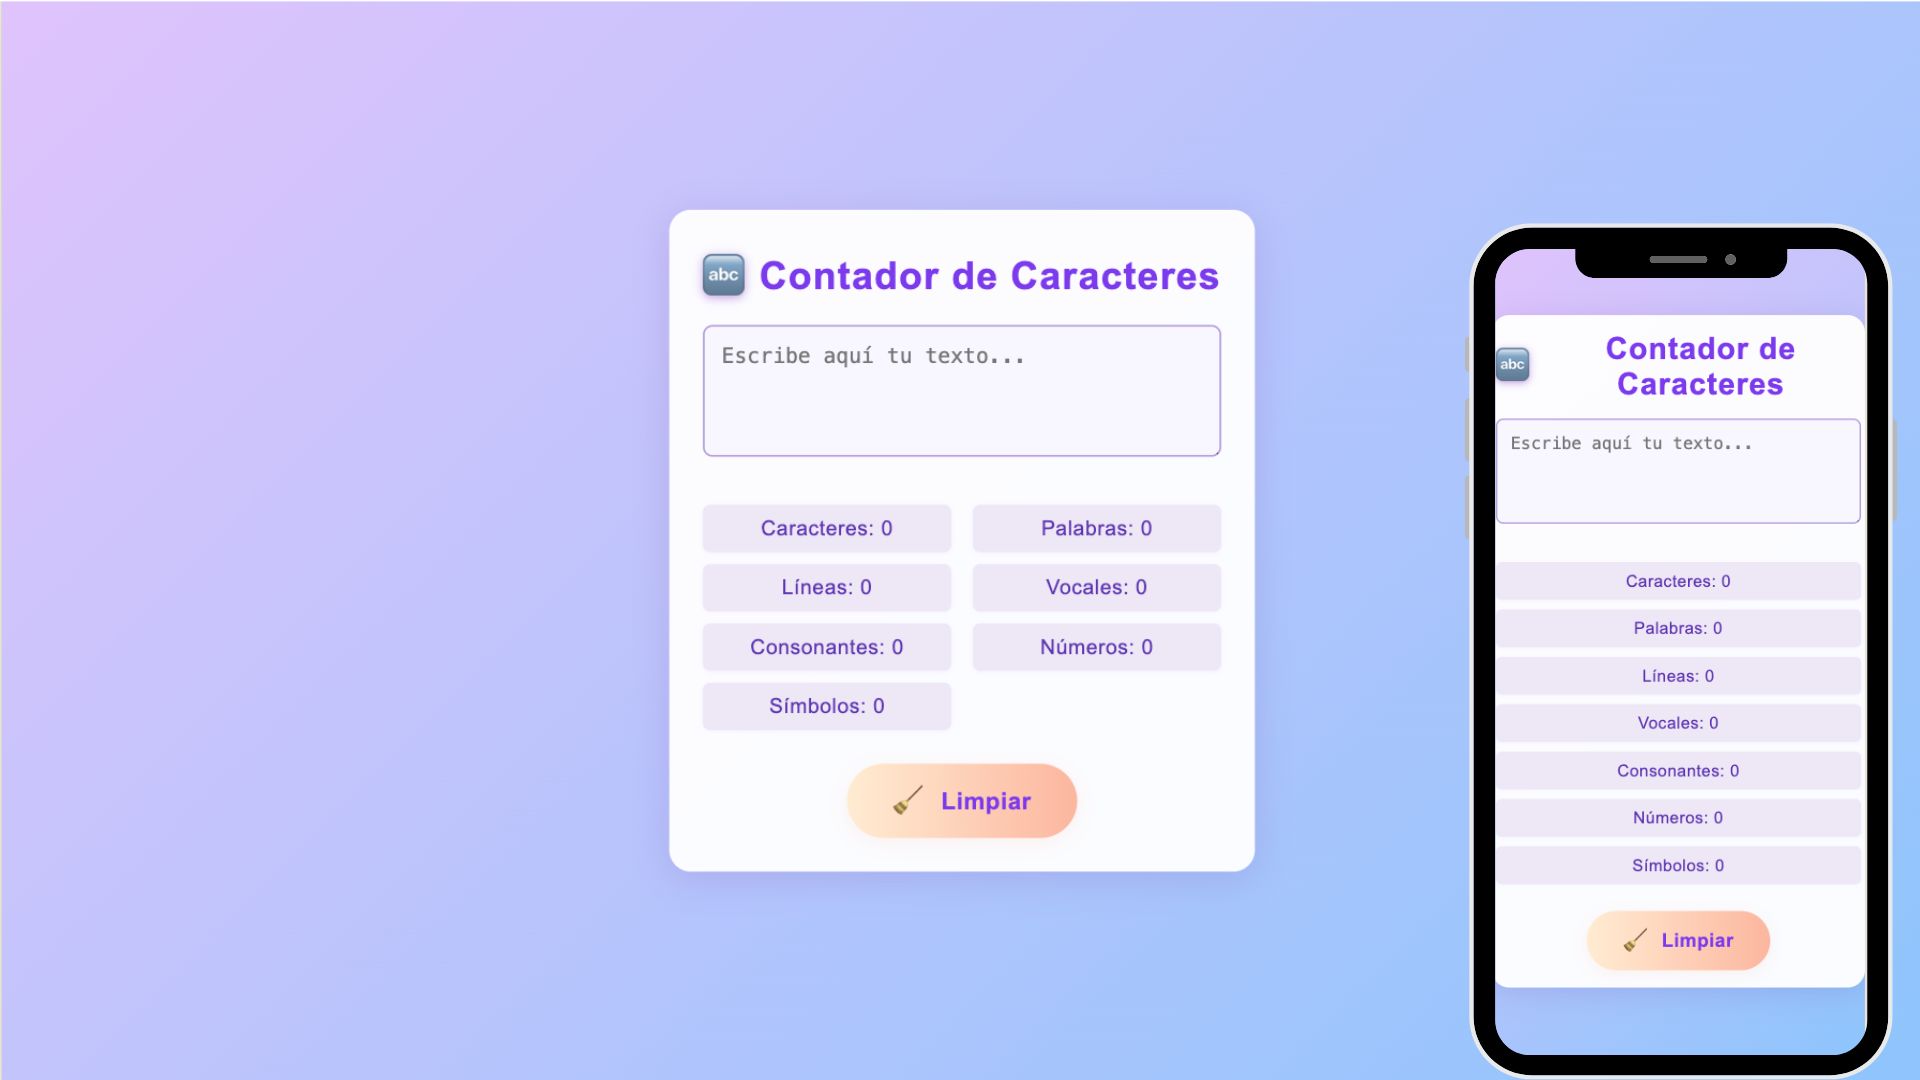 abc Contador de Caracteres
Escribe aquí tu texto...
Caracteres: 0
Palabras: 0
Líneas: 0
Vocales: 0
Consonantes: 0
Números: 0
Símbolos: 0
Limpiar
abc
Contador de
Caracteres
Escribe aquí tu texto...
Caracteres: 0
Palabras: 0
Líneas: 0
Vocales: 0
Consonantes: 0
Números: 0
Símbolos: 0
Limpiar